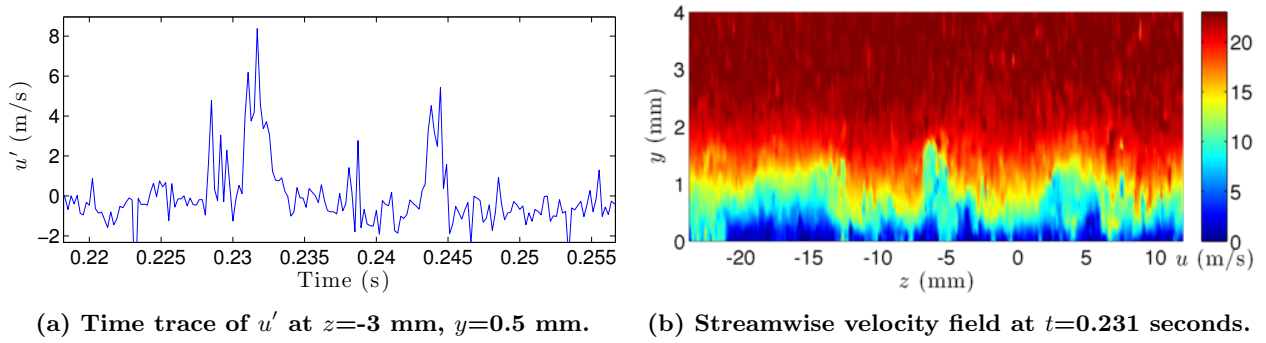 8
6
4
2
0
−2
u′ (m/s)
0.22 0.225 0.23 0.235 0.24 0.245 0.25 0.255
Time (s)
(a) Time trace of u′ at z=-3 mm, y=0.5 mm.
4
3
2
1
0
y (mm)
-20 -15 -10 -5 0 5 10
z (mm)
20
15
10
5
0
u (m/s)
(b) Streamwise velocity field at t=0.231 seconds.